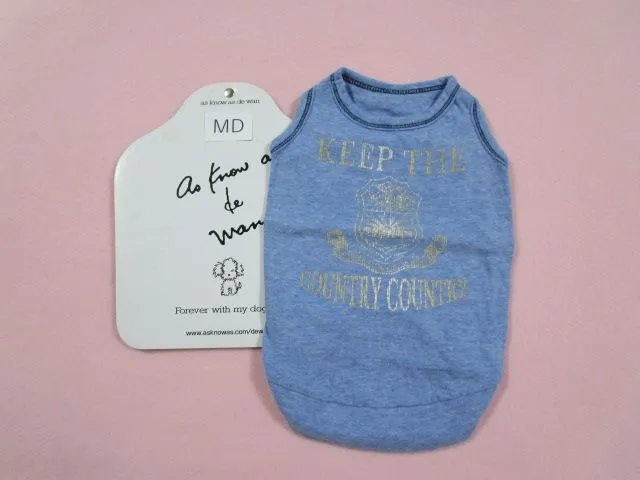 as know as de wan
MD
as know a
de
wan
Forever with my dog
www.asknowas.com/dew
KEEP THE
COUNTRY COUNTRY